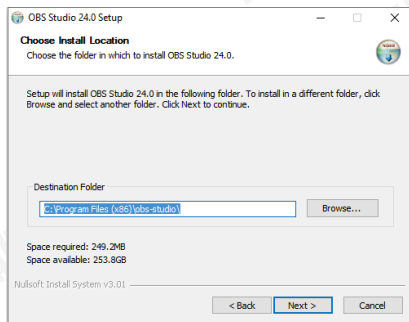 OBS Studio 24.0 Setup
Choose Install Location
Choose the folder in which to install OBS Studio 24.0.
Setup will install OBS Studio 24.0 in the following folder. To install in a different folder, click
Browse and select another folder. Click Next to continue.
Destination Folder
C:\Program Files (x86)\obs-studio\
Browse...
Space required: 249.2MB
Space available: 253.8GB
Nullsoft Install System v3.01
< Back
Next >
Cancel